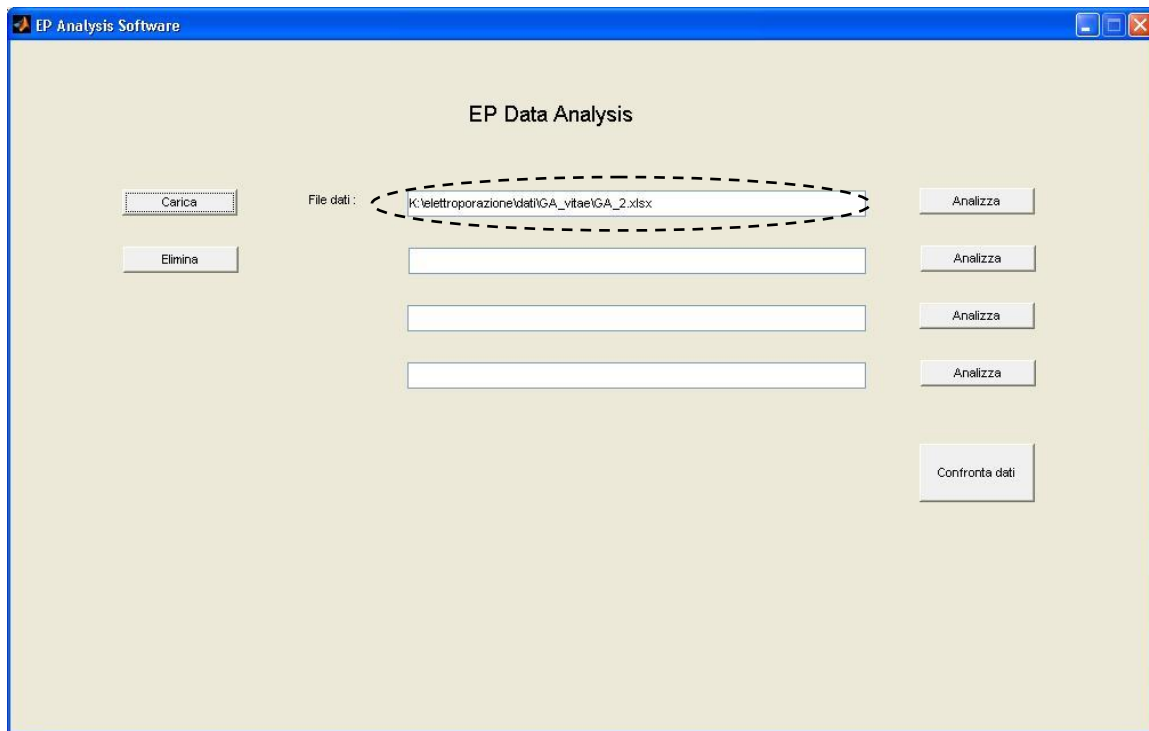 EP Analysis Software
EP Data Analysis
Carica File dati : K:\elettroporazione\dati\GA_vitae\GA_2.xlsx Analizza
Elimina Analizza
Analizza
Analizza
Confronta dati